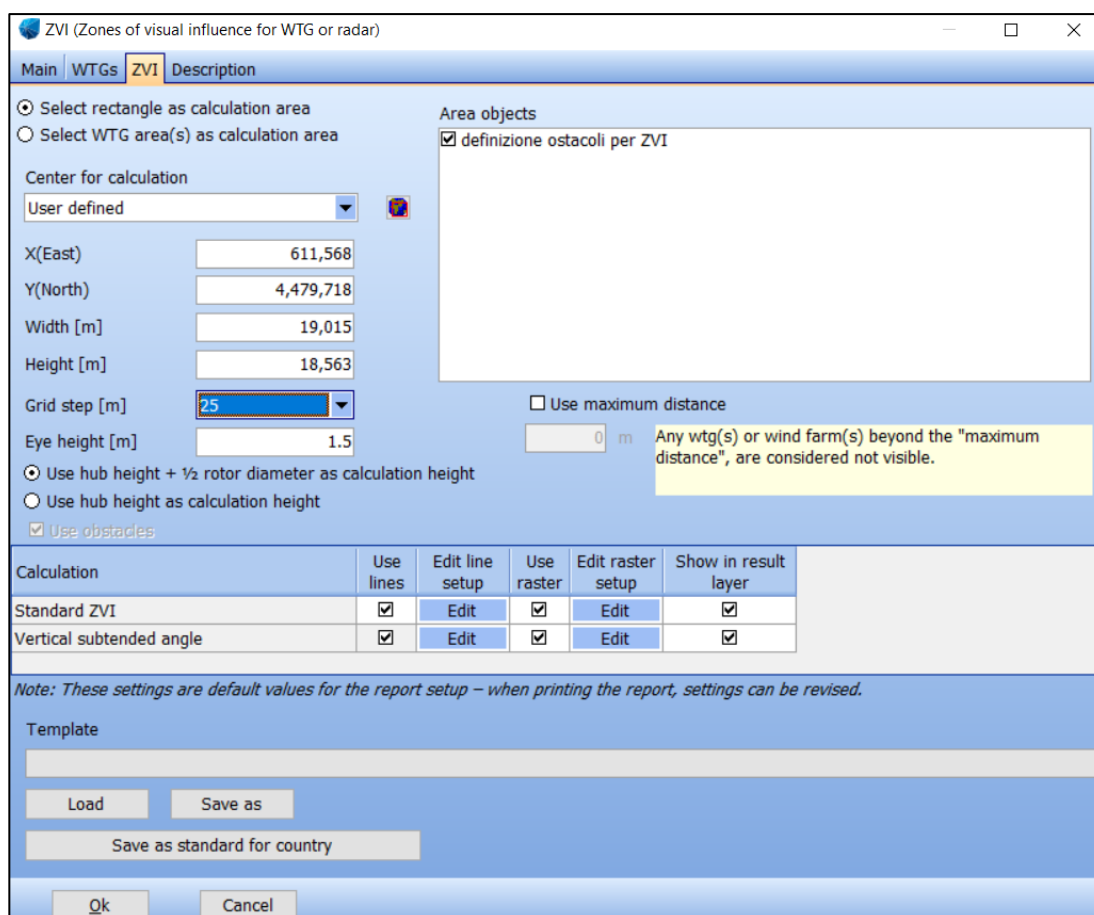 ZVI (Zones of visual influence for WTG or radar)
Main WTGs ZVI Description
Select rectangle as calculation area
Select WTG area(s) as calculation area
Center for calculation
User defined
X(East) 611,568
Y(North) 4,479,718
Width [m] 19,015
Height [m] 18,563
Grid step [m] 25
Eye height [m] 1.5
Use hub height + ½ rotor diameter as calculation height
Use hub height as calculation height
Use obstacles
Area objects
definizione ostacoli per ZVI
Use maximum distance
0 m
Any wtg(s) or wind farm(s) beyond the "maximum
distance", are considered not visible.
Calculation Use lines Edit line setup Use raster Edit raster setup Show in result layer
Standard ZVI Edit Edit
Vertical subtended angle Edit Edit
Note: These settings are default values for the report setup – when printing the report, settings can be revised.
Template
Load Save as
Save as standard for country
Ok Cancel